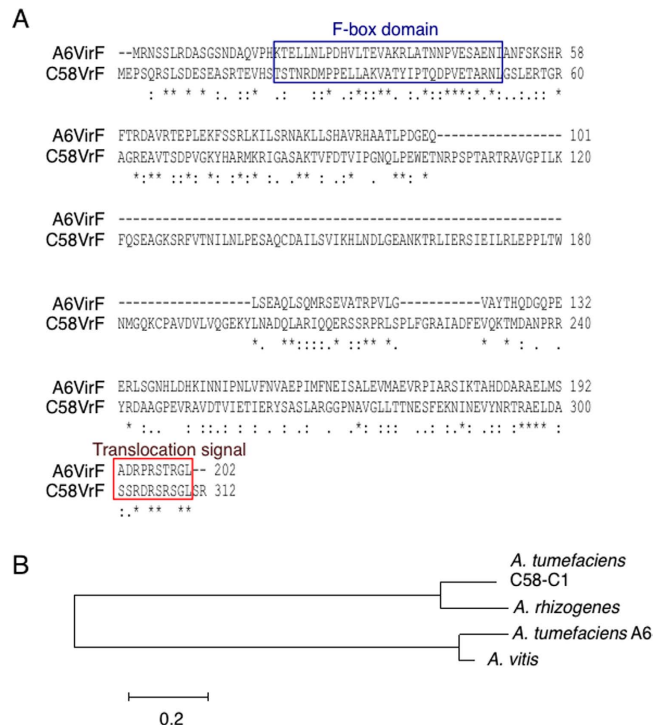 A
F-box domain
A6VirF --MRNSSLRDASGSNDAQVPHKTELLNLPDHVLTEVAKRLATNNPVESAENIANFSKSHR 58
C58VrF MEPSQRSLSDESEASRTEVHSTSTNRDMPPELLAKVATYIPTQDPVETARNLGSLERTGR 60
: ** * *. .:: :* .: .:* .:*::**. :.*::***:*.*:..: .: *
A6VirF FTRDAVRTEPLEKFSSRLKILSRNAKLLSHAVRHAATLPDGEQ----------------- 101
C58VrF AGREAVTSDPVGKYHARMKRIGASAKTVFDTVIPGNQLPEWETNRPSPTARTRAVGPILK 120
*:** ::*: *: :*:* :. .** : .:* . **: *
A6VirF ------------------------------------------------------------
C58VrF FQSEAGKSRFVTNILNLPESAQCDAILSVIKHLNDLGEANKTRLIERSIEILRLEPPLTW 180
A6VirF ------------------LSEAQLSQMRSEVATRPVLG-----------VAYTHQDGQPE 132
C58VrF NMGQKCPAVDVLVQGEKYLNADQLARIQQERSSRPRLSPLFGRAIADFEVQKTMDANPRR 240
*. **::::.* ::** *. * * : . .
A6VirF ERLSGNHLDHKINNIPNLVFNVAEPIMFNEISALEVMAEVRPIARSIKTAHDDARAELMS 192
C58VrF YRDAAGPEVRAVDTVIETIERYSASLARGGPNAVGLLTTNESFEKNINEVYNRTRAELDA 300
* :.. : ::.: : : . : .: . .*: ::: .: :.*: .:: :**** :
Translocation signal
A6VirF ADRPRSTRGL-- 202
C58VrF SSRDRSRSGLSR 312
:.* ** **
B
A. tumefaciens
C58-C1
A. rhizogenes
A. tumefaciens A6
A. vitis
0.2